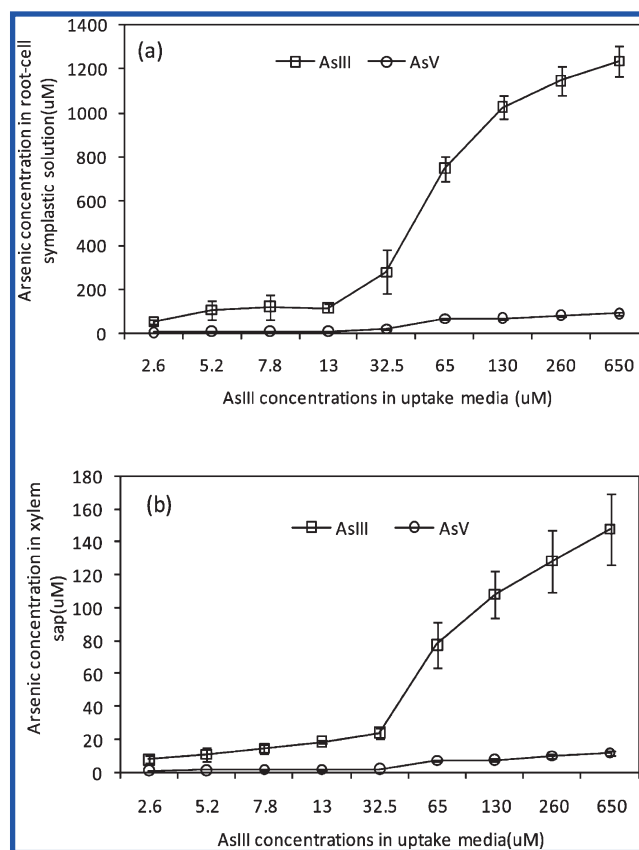 (a)
AsIII AsV
Arsenic concentration in root-cell
symplastic solution(uM)
1400
1200
1000
800
600
400
200
0
2.6 5.2 7.8 13 32.5 65 130 260 650
AsIII concentrations in uptake media (uM)
(b)
AsIII AsV
Arsenic concentration in xylem
sap(uM)
180
160
140
120
100
80
60
40
20
0
2.6 5.2 7.8 13 32.5 65 130 260 650
AsIII concentrations in uptake media(uM)